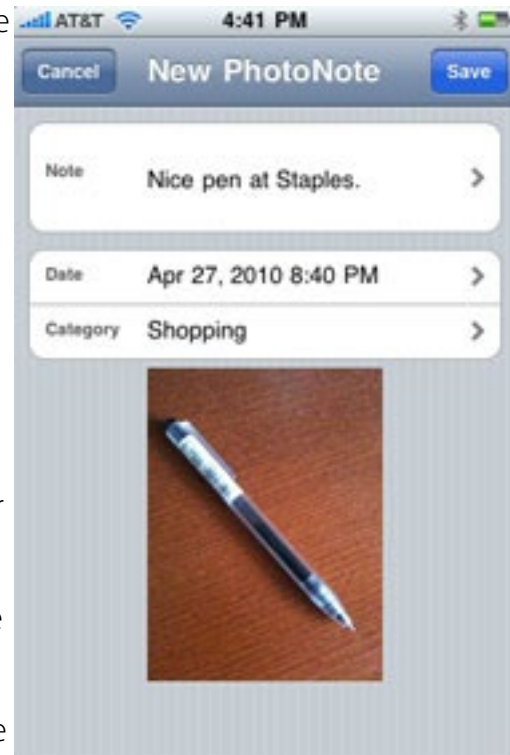 AT&T 4:41 PM
Cancel New PhotoNote Save
Note Nice pen at Staples.
Date Apr 27, 2010 8:40 PM
Category Shopping